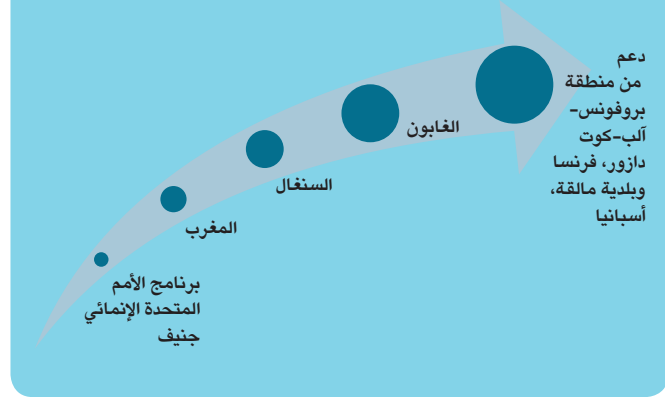 دعم
من منطقة
بروفونس-
آلب-كوت
دازور، فرنسا
وبلدية مالقة،
أسبانيا
الغابون
السنغال
المغرب
برنامج الأمم
المتحدة الإنمائي
جنيف